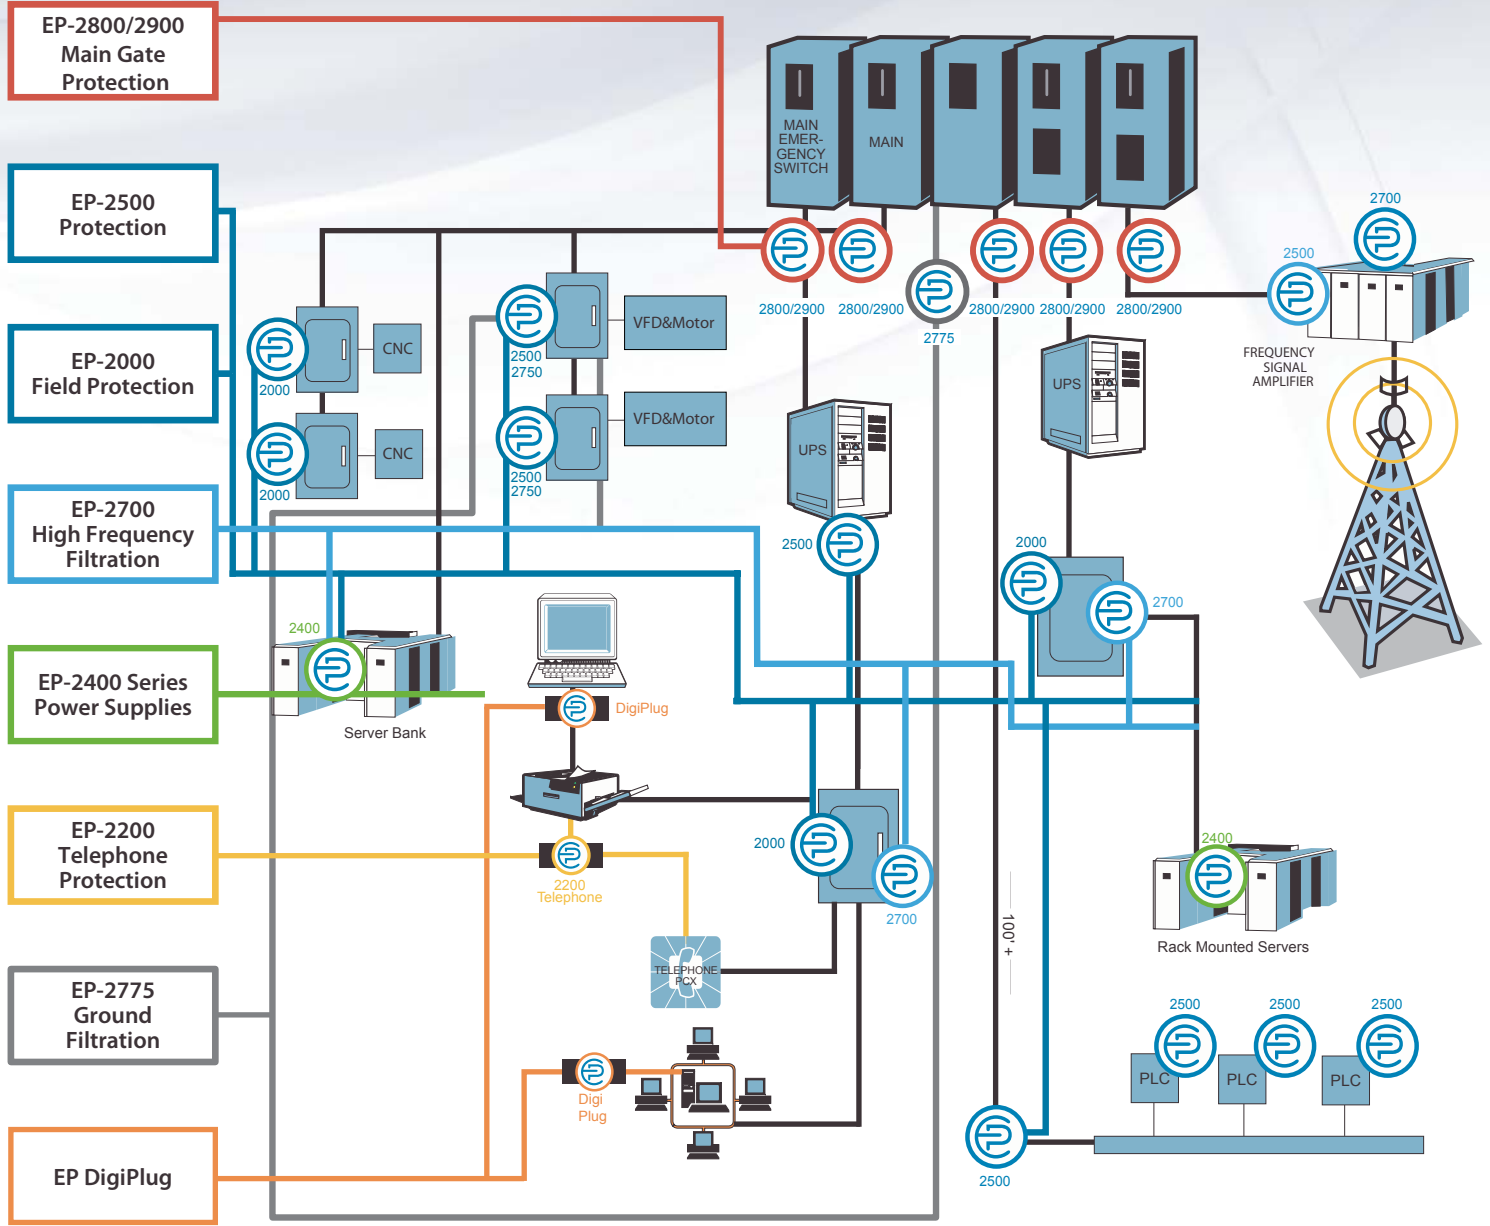 EP-2800/2900
Main Gate
Protection
EP-2500
Protection
EP-2000
Field Protection
EP-2700
High Frequency
Filtration
EP-2400 Series
Power Supplies
EP-2200
Telephone
Protection
EP-2775
Ground
Filtration
EP DigiPlug
MAIN
EMER-
GENCY
SWITCH
MAIN
2800/2900
2800/2900
2775
2800/2900
2800/2900
2800/2900
2700
2500
FREQUENCY
SIGNAL
AMPLIFIER
CNC
2000
CNC
2000
VFD&Motor
2500
2750
VFD&Motor
2500
2750
UPS
2500
UPS
2000
2700
2400
Server Bank
DigiPlug
2200
Telephone
TELEPHONE
PCX
Digi
Plug
2000
2700
100' +
2400
Rack Mounted Servers
2500
2500
2500
PLC
PLC
PLC
2500